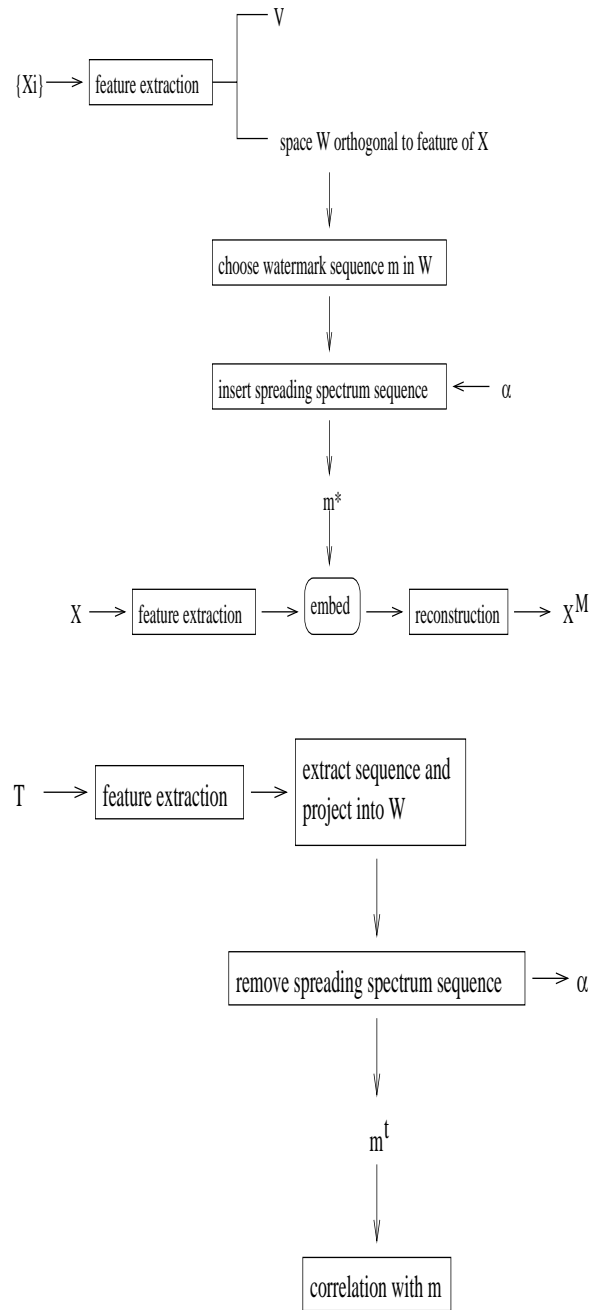 V
{Xi}
feature extraction
space W orthogonal to feature of X
choose watermark sequence m in W
insert spreading spectrum sequence
α
m*
X
feature extraction
embed
reconstruction
X^M
T
feature extraction
extract sequence and
project into W
remove spreading spectrum sequence
α
m^t
correlation with m